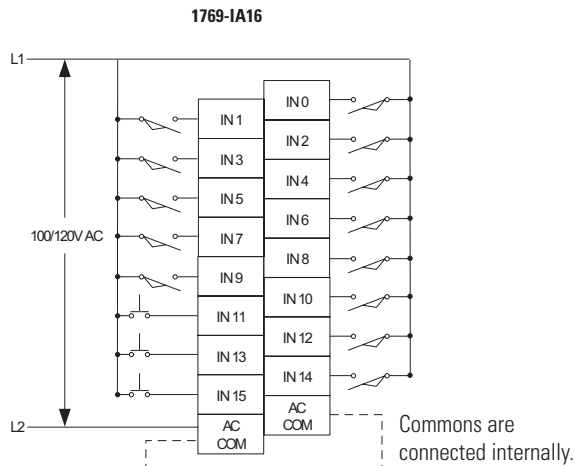 1769-IA16
L1
IN 0
IN 1
IN 2
IN 3
IN 4
IN 5
IN 6
100/120V AC
IN 7
IN 8
IN 9
IN 10
IN 11
IN 12
IN 13
IN 14
IN 15
AC
COM
L2
AC
COM
Commons are
connected internally.